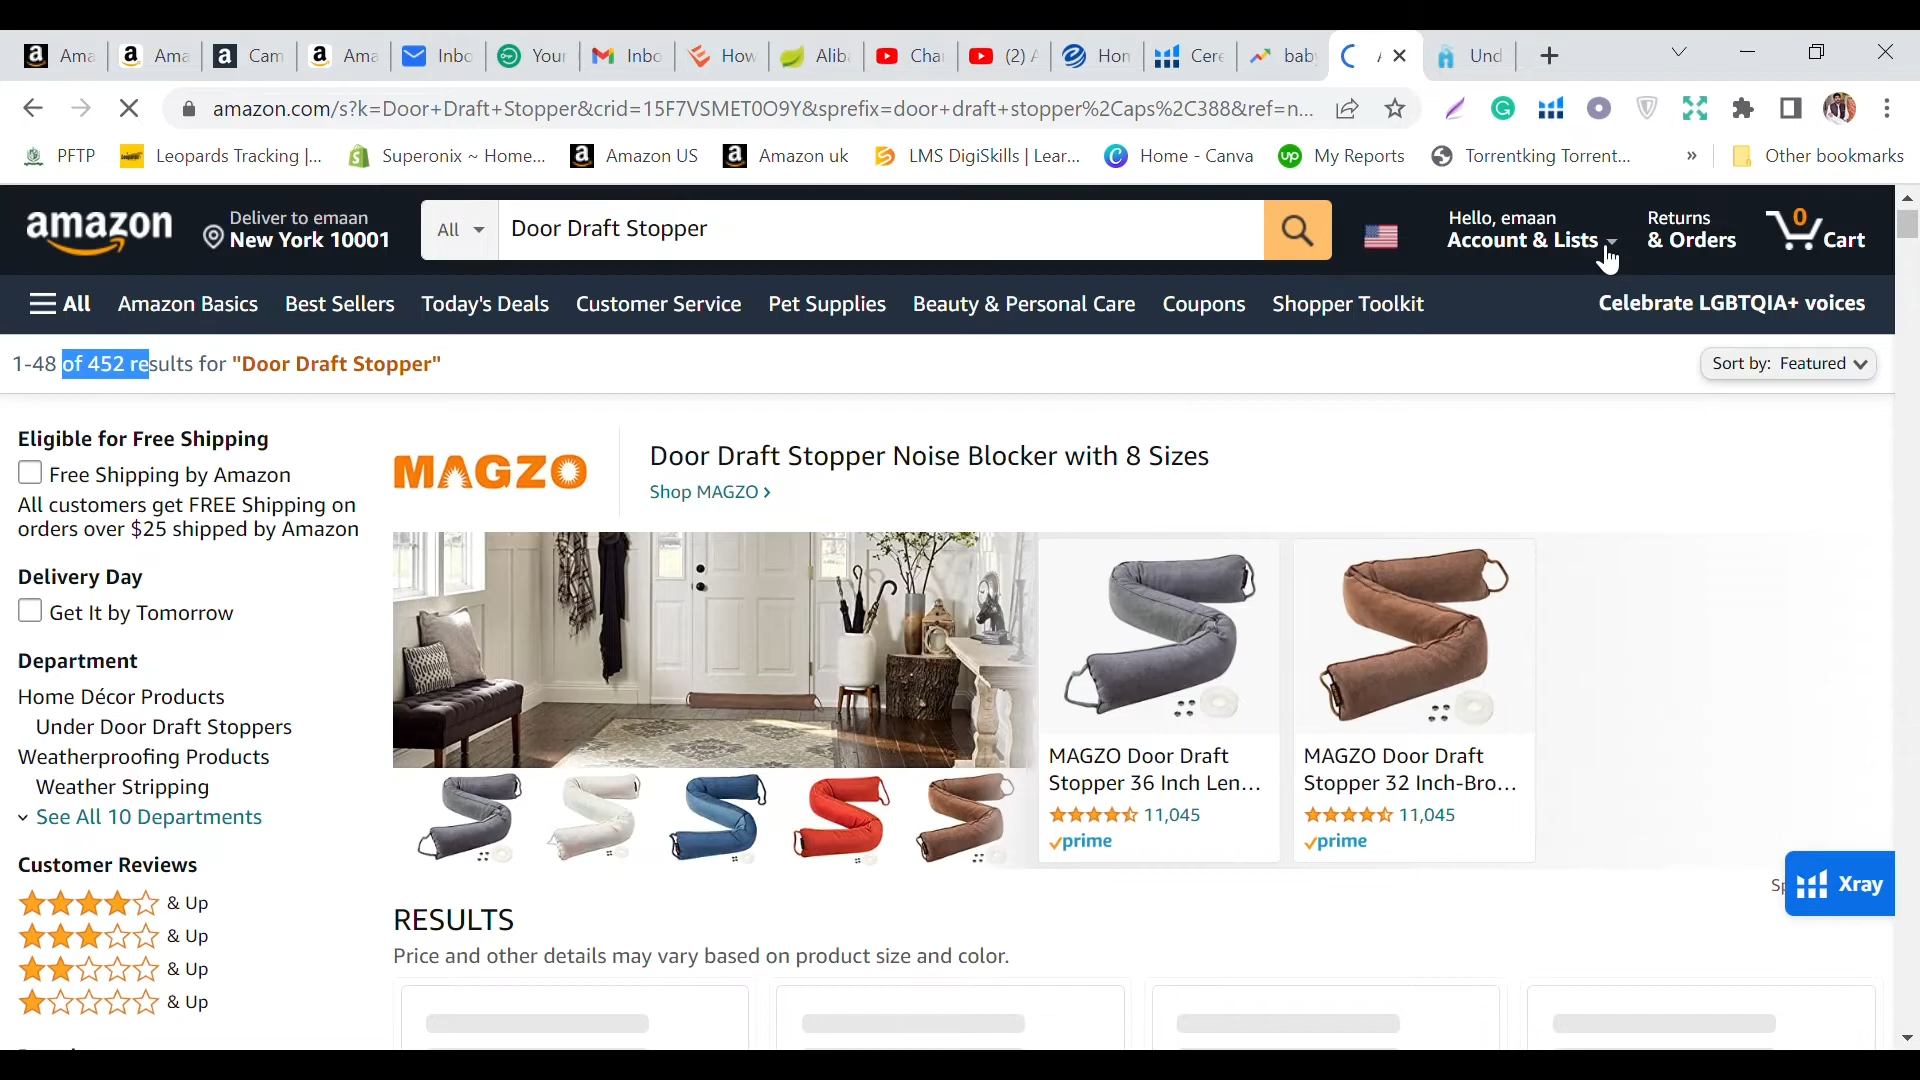 Ama
Ama
Cam
Ama
Inbo
Your
Inbo
How
Alib
Cha
(2) A
Hon
Cere
baby
Und
amazon.com/s?k=Door+Draft+Stopper&crid=15F7VSMET0O9Y&sprefix=door+draft+stopper%2Caps%2C388&ref=n...
PFTP
Leopards Tracking |...
Superonix ~ Home...
Amazon US
Amazon uk
LMS DigiSkills | Lear...
Home - Canva
up
My Reports
Torrentking Torrent...
»
Other bookmarks
amazon
Deliver to emaan
New York 10001
All
Door Draft Stopper
Hello, emaan
Account & Lists
Returns
& Orders
0
Cart
All
Amazon Basics
Best Sellers
Today's Deals
Customer Service
Pet Supplies
Beauty & Personal Care
Coupons
Shopper Toolkit
Celebrate LGBTQIA+ voices
1-48 of 452 results for "Door Draft Stopper"
Sort by: Featured
Eligible for Free Shipping
Free Shipping by Amazon
All customers get FREE Shipping on
orders over $25 shipped by Amazon
Delivery Day
Get It by Tomorrow
Department
Home Décor Products
Under Door Draft Stoppers
Weatherproofing Products
Weather Stripping
See All 10 Departments
Customer Reviews
& Up
& Up
& Up
& Up
MAGZO
Door Draft Stopper Noise Blocker with 8 Sizes
Shop MAGZO ›
MAGZO Door Draft
Stopper 36 Inch Len...
11,045
prime
MAGZO Door Draft
Stopper 32 Inch-Bro...
11,045
prime
Sp
Xray
RESULTS
Price and other details may vary based on product size and color.